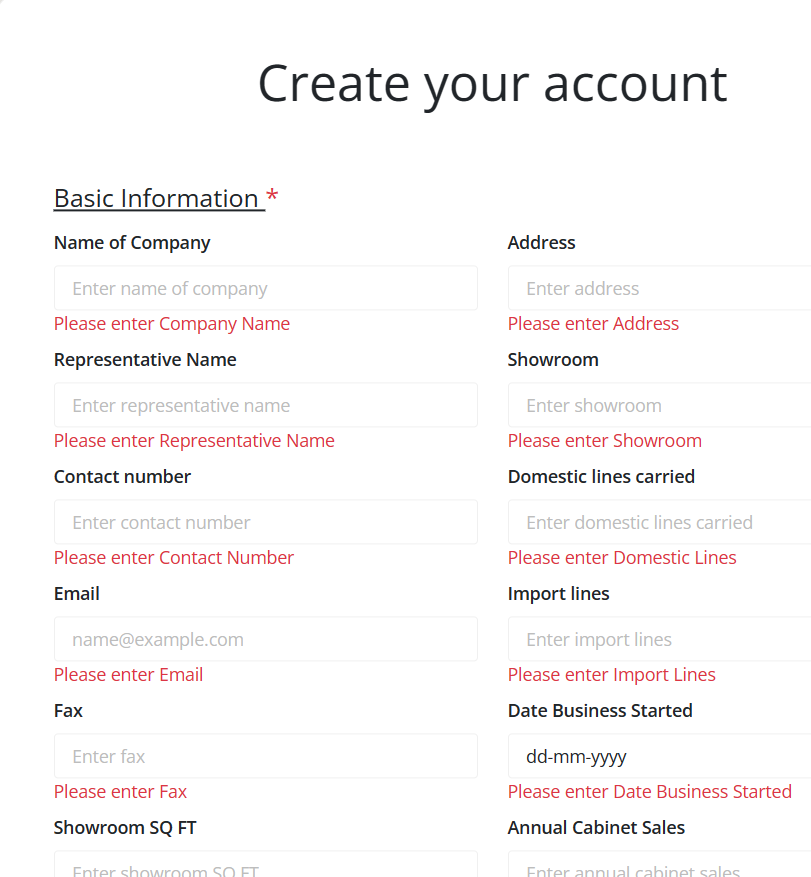 Create your account
Basic Information *
Name of Company
Address
Enter name of company
Enter address
Please enter Company Name
Please enter Address
Representative Name
Showroom
Enter representative name
Enter showroom
Please enter Representative Name
Please enter Showroom
Contact number
Domestic lines carried
Enter contact number
Enter domestic lines carried
Please enter Contact Number
Please enter Domestic Lines
Email
Import lines
name@example.com
Enter import lines
Please enter Email
Please enter Import Lines
Fax
Date Business Started
Enter fax
dd-mm-yyyy
Please enter Fax
Please enter Date Business Started
Showroom SQ FT
Annual Cabinet Sales
Enter showroom SQ FT
Enter annual cabinet sales